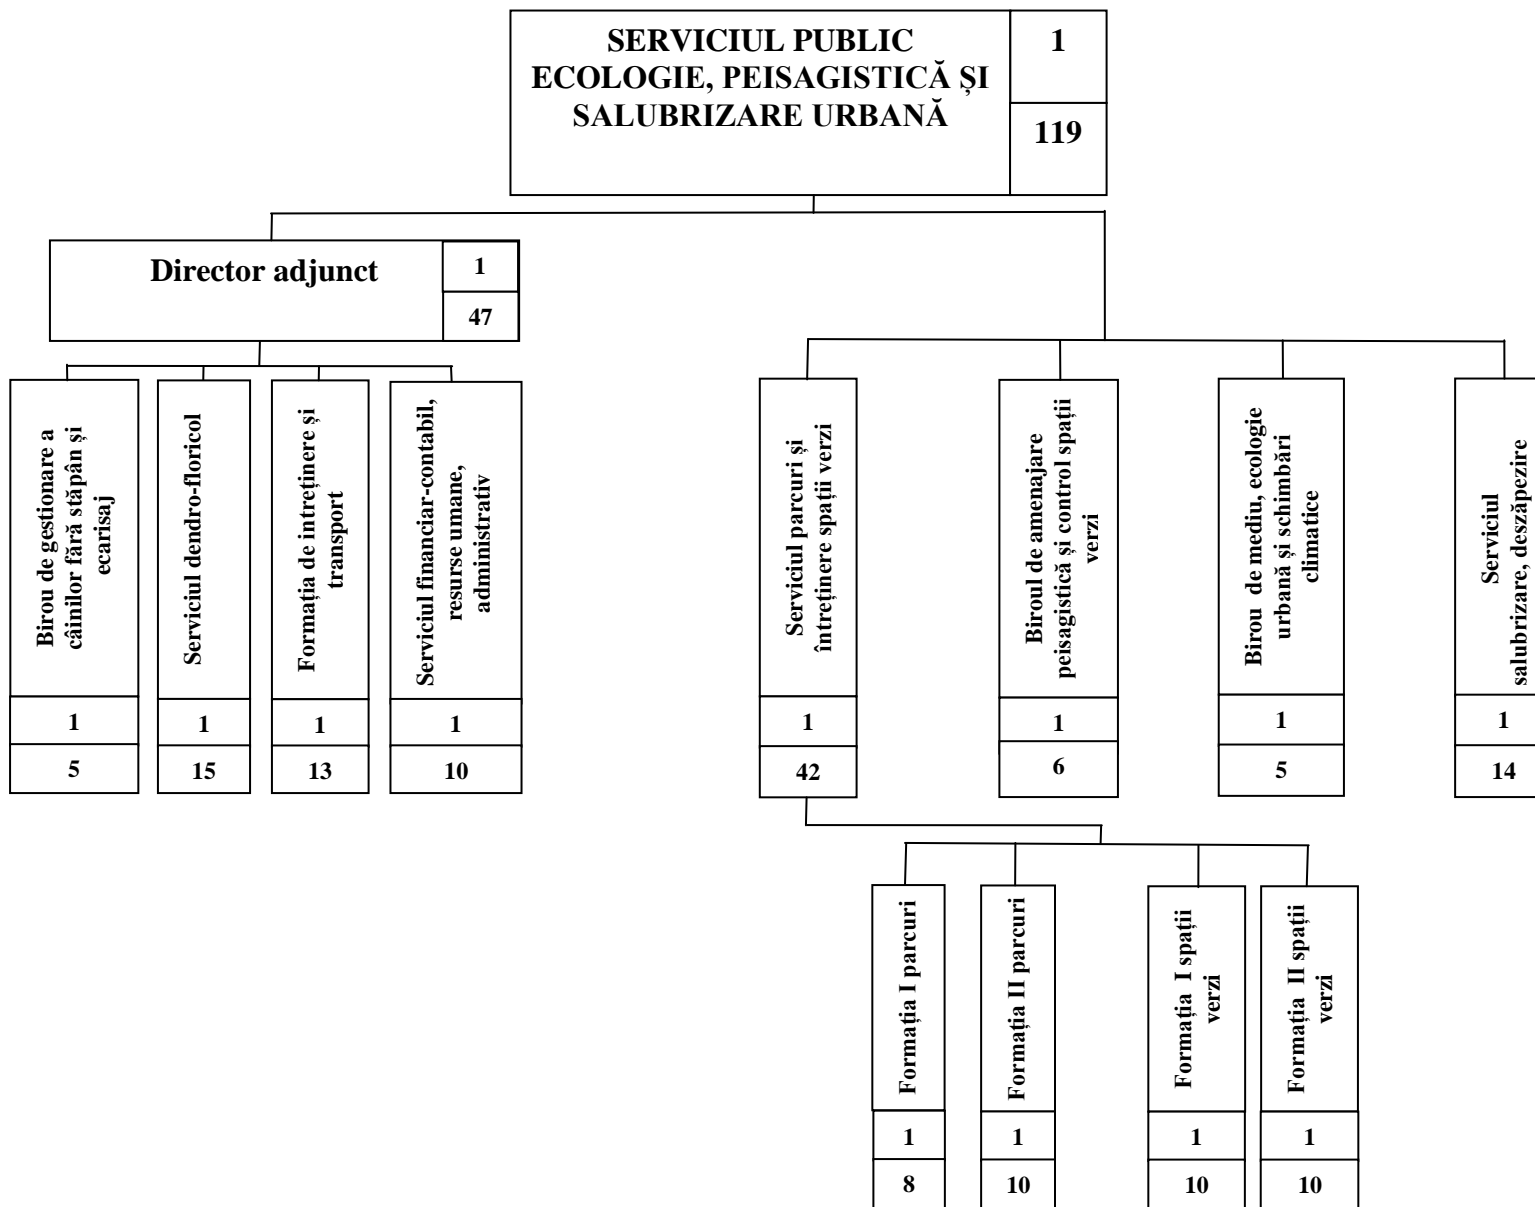 SERVICIUL PUBLIC
ECOLOGIE, PEISAGISTICĂ ȘI
SALUBRIZARE URBANĂ
1
119
Director adjunct
1
47
Birou de gestionare a
câinilor fără stăpân și
ecarisaj
1
5
Serviciul dendro-floricol
1
15
Formația de intreținere și
transport
1
13
Serviciul financiar-contabil,
resurse umane,
administrativ
1
10
Serviciul parcuri și
întreținere spații verzi
1
42
Biroul de amenajare
peisagistică și control spații
verzi
1
6
Birou de mediu, ecologie
urbană și schimbări
climatice
1
5
Serviciul
salubrizare, deszăpezire
1
14
Formația I parcuri
1
8
Formația II parcuri
1
10
Formația I spații
verzi
1
10
Formația II spații
verzi
1
10